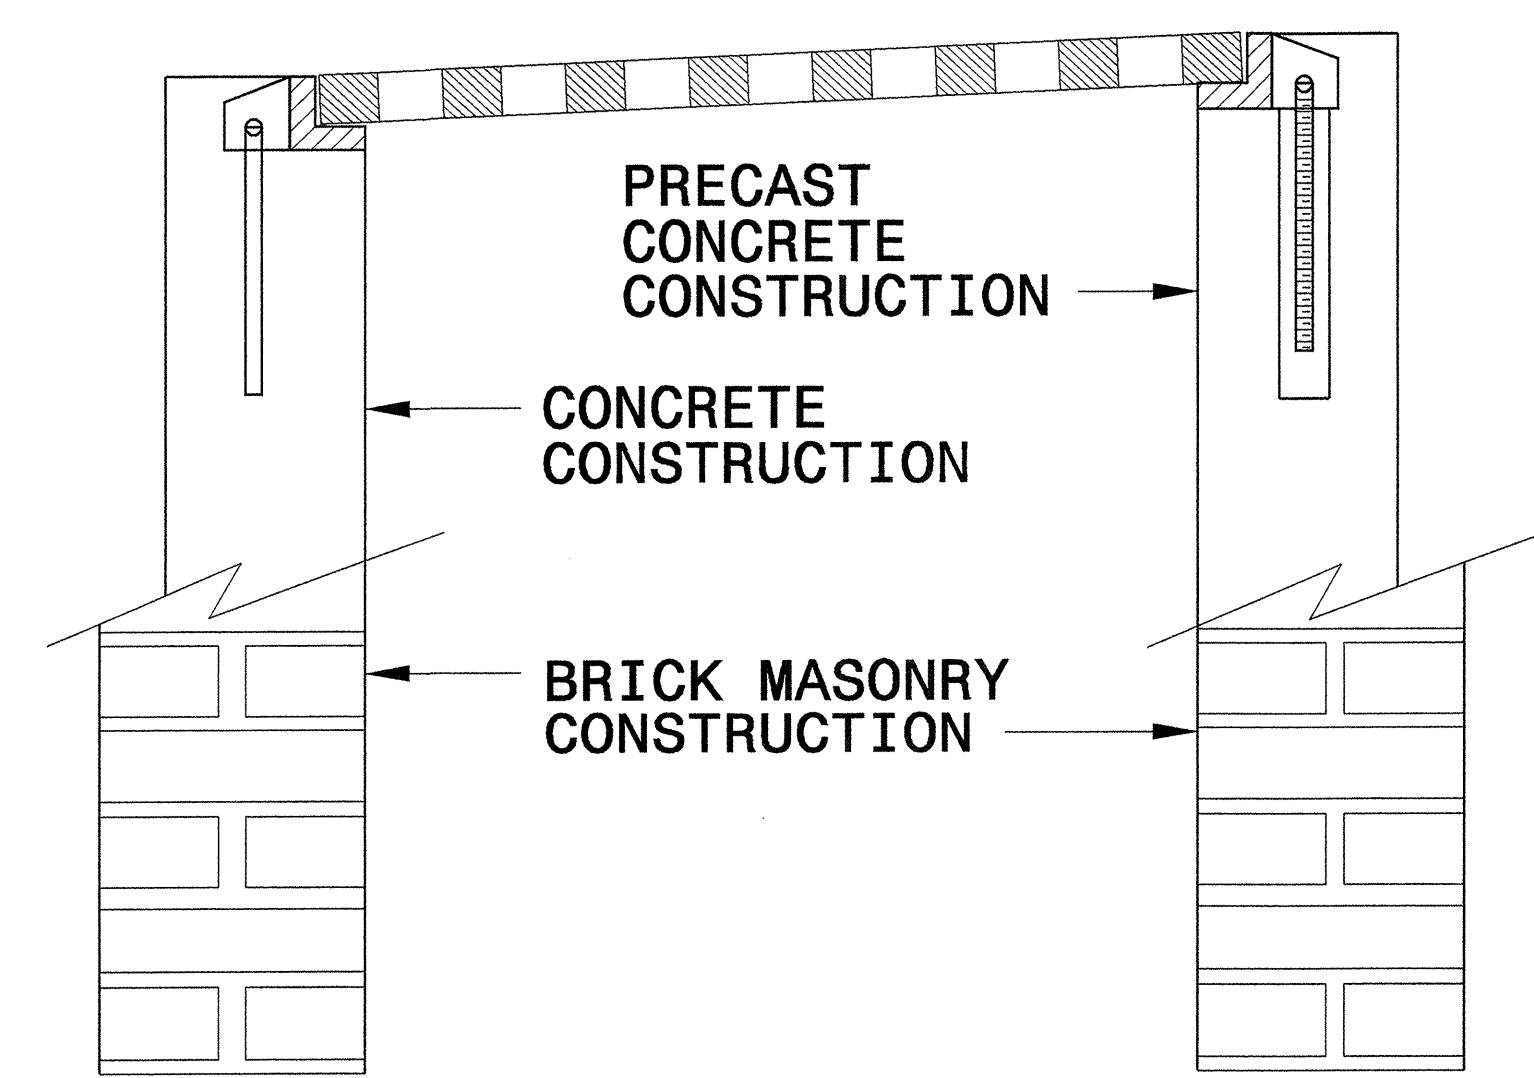 PRECAST
CONCRETE
CONSTRUCTION
CONCRETE
CONSTRUCTION
BRICK MASONRY
CONSTRUCTION